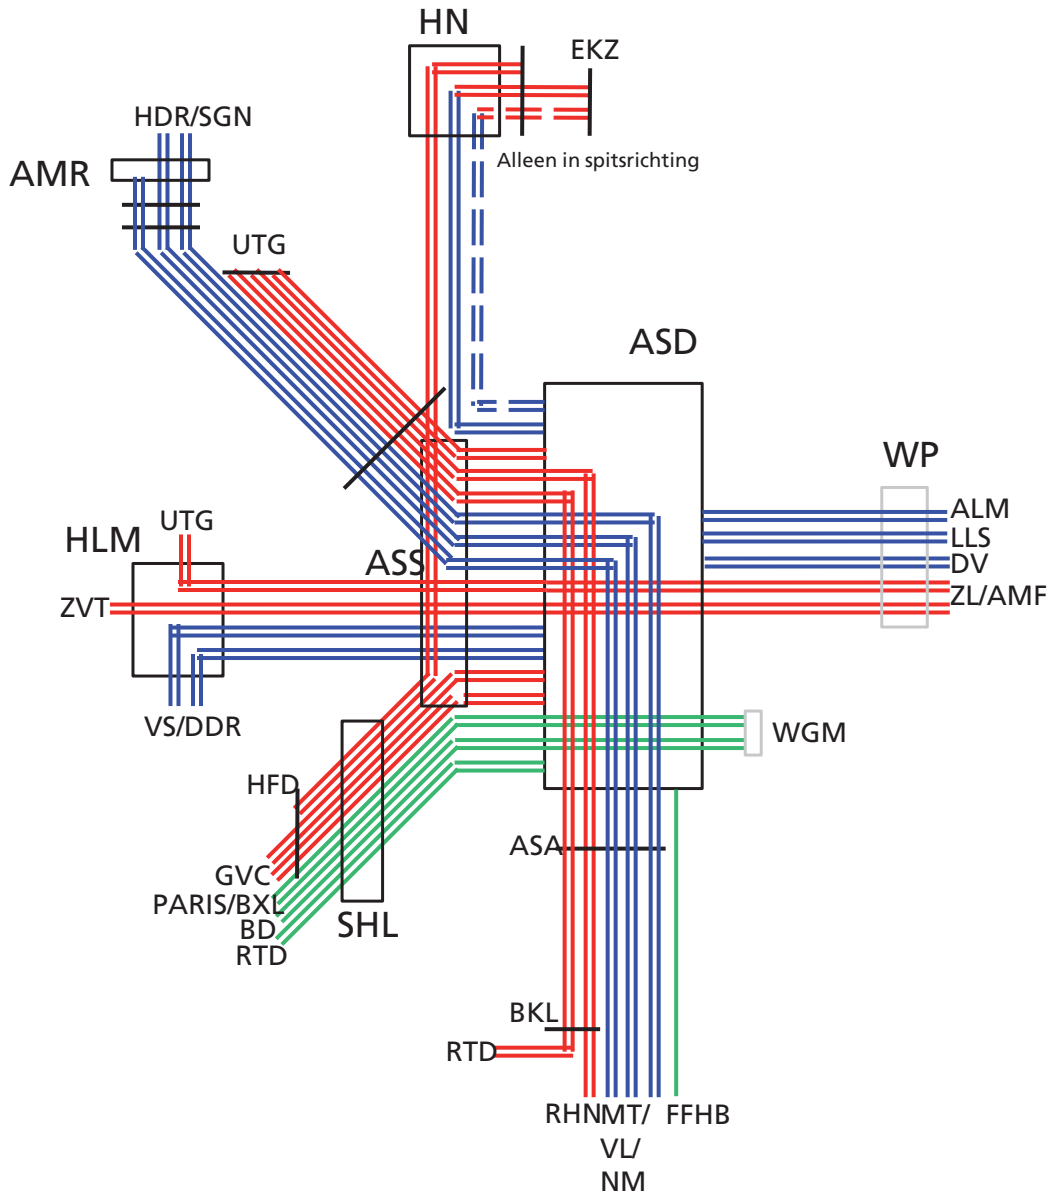 HN
EKZ
HDR/SGN
AMR
Alleen in spitsrichting
UTG
ASD
WP
UTG
HLM
ASS
ALM
LLS
DV
ZVT
ZL/AMF
VS/DDR
WGM
HFD
ASA
GVC
PARIS/BXL
BD
SHL
RTD
BKL
RTD
RHN
MT/
VL/
NM
FFHB